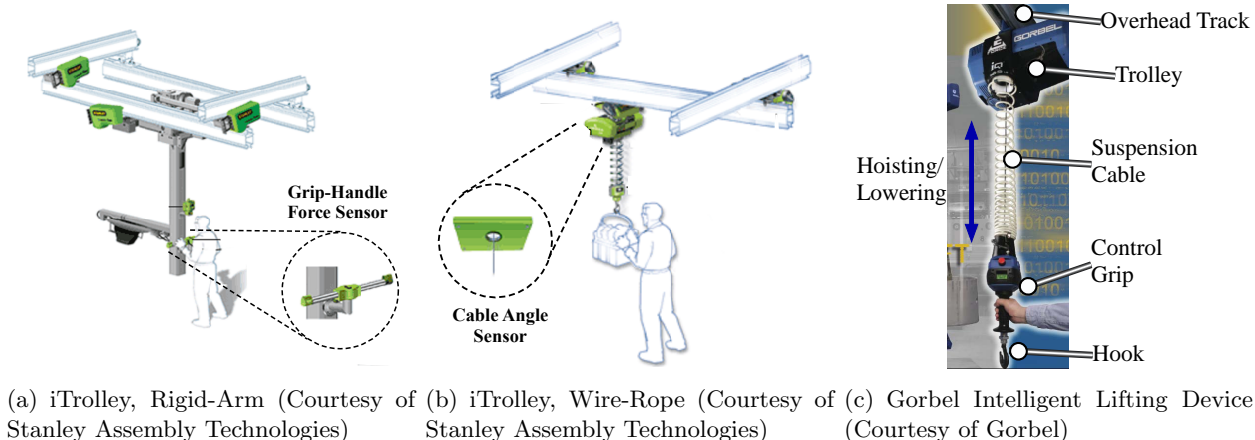 Grip-Handle
Force Sensor
Cable Angle
Sensor
Hoisting/
Lowering
GORBEL
Overhead Track
Trolley
Suspension
Cable
Control
Grip
Hook
(a) iTrolley, Rigid-Arm (Courtesy of
Stanley Assembly Technologies)
(b) iTrolley, Wire-Rope (Courtesy of
Stanley Assembly Technologies)
(c) Gorbel Intelligent Lifting Device
(Courtesy of Gorbel)